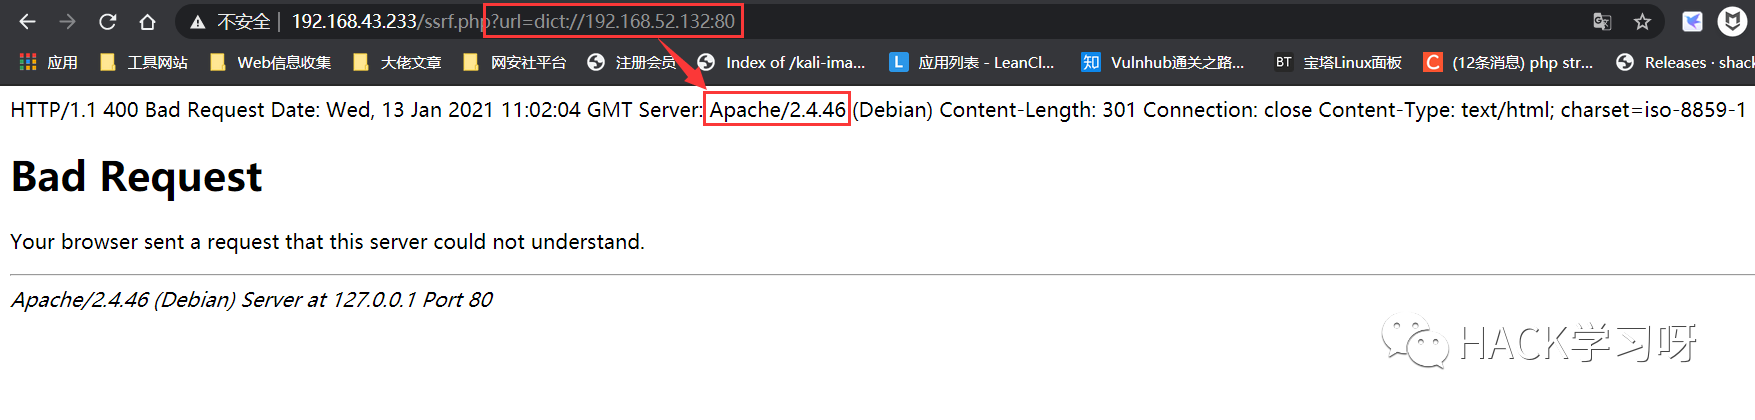 不安全 | 192.168.43.233/ssrf.php?url=dict://192.168.52.132:80
应用 工具网站 Web信息收集 大佬文章 网安社平台 注册会员 Index of /kali-ima... L 应用列表 - LeanCl... 知 Vulnhub通关之路... BT 宝塔Linux面板 C (12条消息) php str... Releases · shack
HTTP/1.1 400 Bad Request Date: Wed, 13 Jan 2021 11:02:04 GMT Server: Apache/2.4.46 (Debian) Content-Length: 301 Connection: close Content-Type: text/html; charset=iso-8859-1
Bad Request
Your browser sent a request that this server could not understand.
Apache/2.4.46 (Debian) Server at 127.0.0.1 Port 80
HACK学习呀